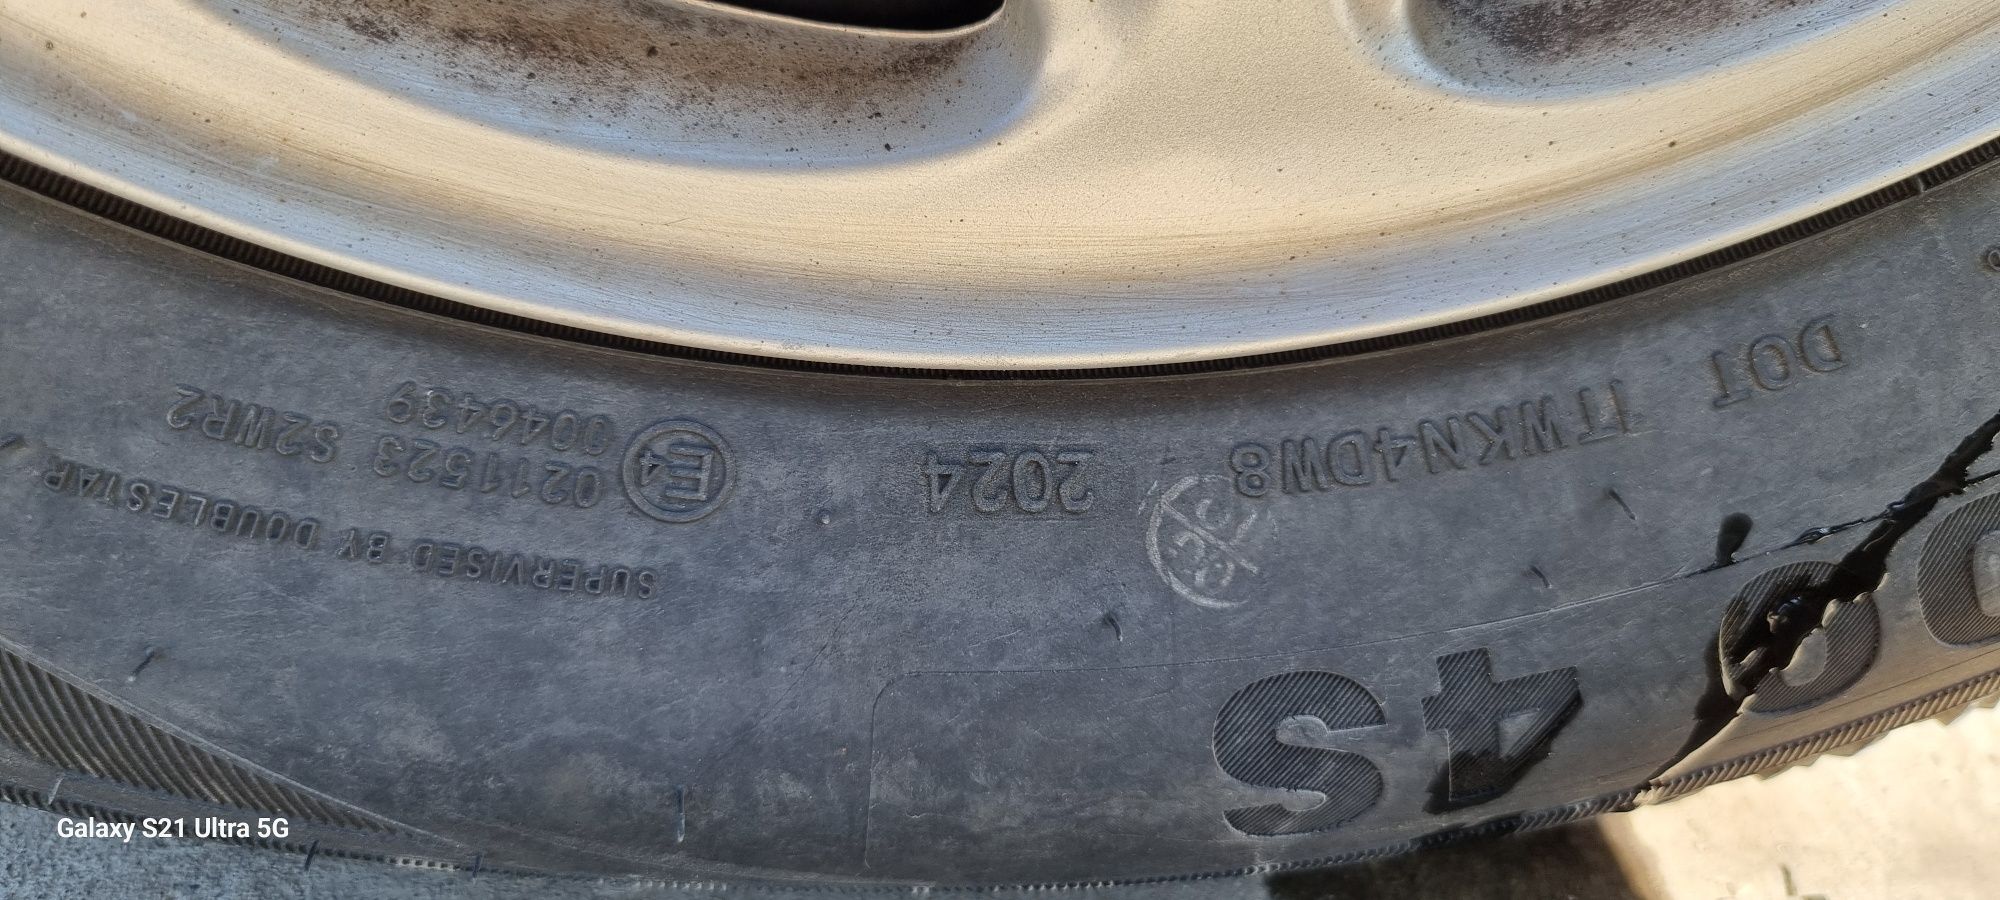 DOT 1TWKN4DW8
2024
E4
0211523 S2WR2
0046439
SUPERVISED BY DOUBLESTAR
4S
Galaxy S21 Ultra 5G